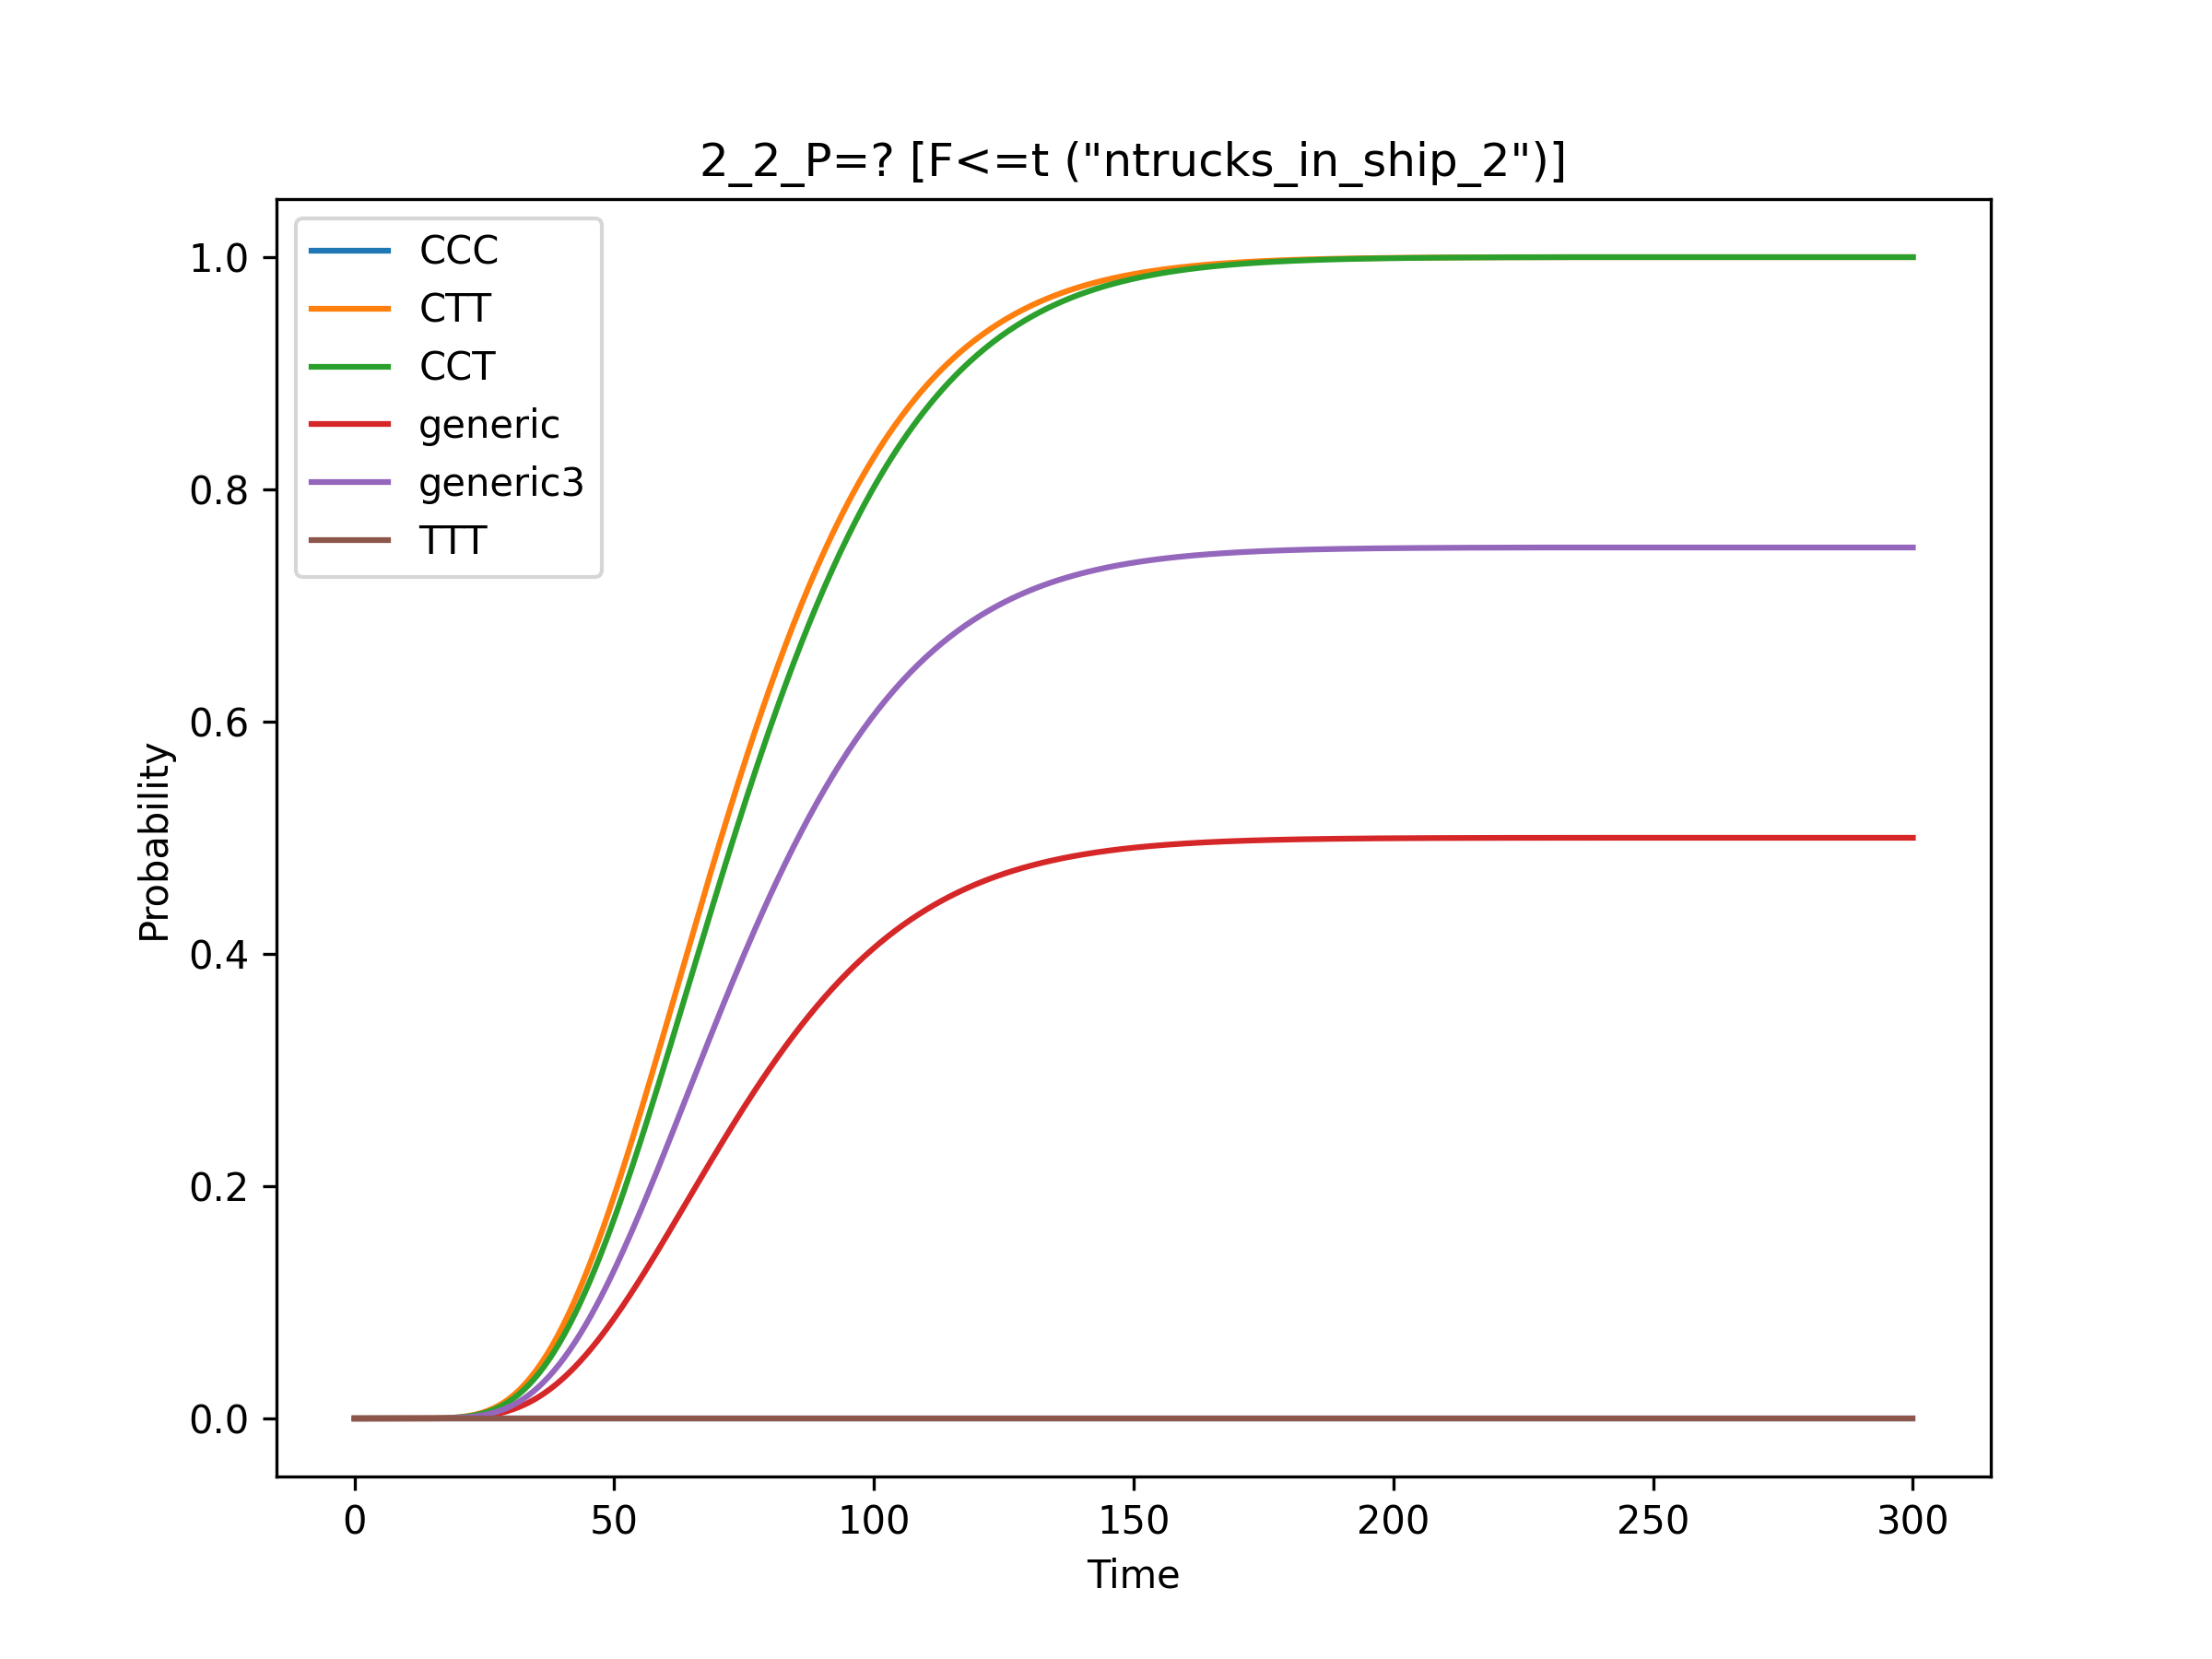 2_2_P=? [F<=t ("ntrucks_in_ship_2")]
CCC
CTT
CCT
generic
generic3
TTT
1.0
0.8
0.6
0.4
0.2
0.0
Probability
0 50 100 150 200 250 300
Time